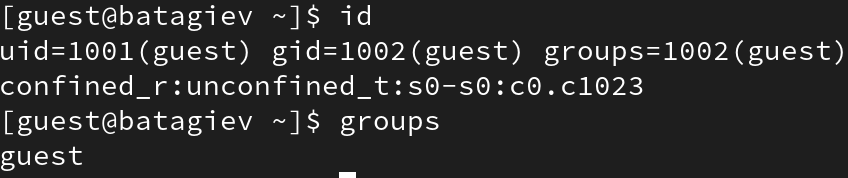 [guest@batagiev ~]$ id
uid=1001(guest) gid=1002(guest) groups=1002(guest)
confined_r:unconfined_t:s0-s0:c0.c1023
[guest@batagiev ~]$ groups
guest